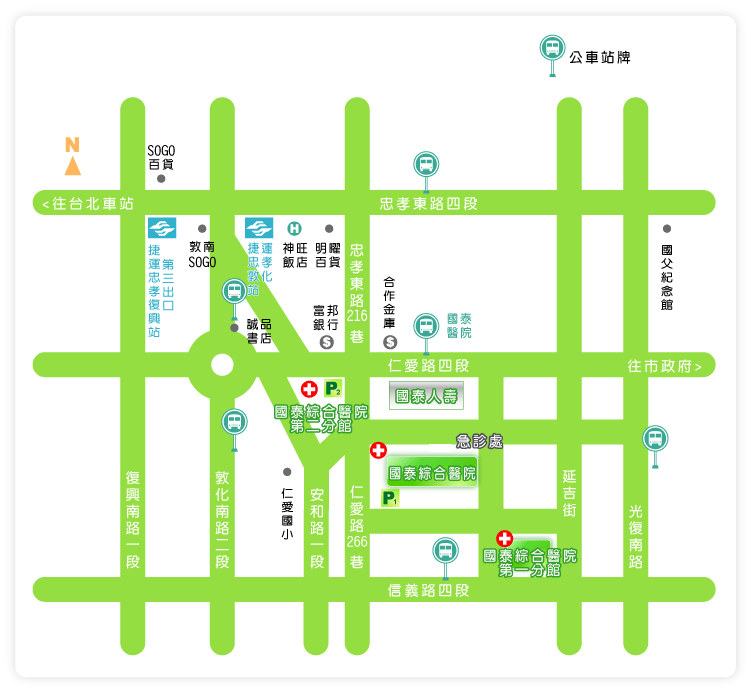 公車站牌
N
SOGO
百貨
<往台北車站
忠孝東路四段
捷運忠孝復興站
第三出口
敦南
SOGO
捷運
忠孝
敦化
站
神旺
飯店
明曜
百貨
忠孝東路216巷
國父紀念館
合作金庫
富邦
銀行
$
$
誠品
書店
國泰
醫院
仁愛路四段
往市政府>
P2
國泰人壽
國泰綜合醫院
第二分館
急診處
國泰綜合醫院
P1
復興南路一段
敦化南路二段
仁愛國小
安和路一段
仁愛路266巷
延吉街
光復南路
國泰綜合醫院
第一分館
信義路四段
H